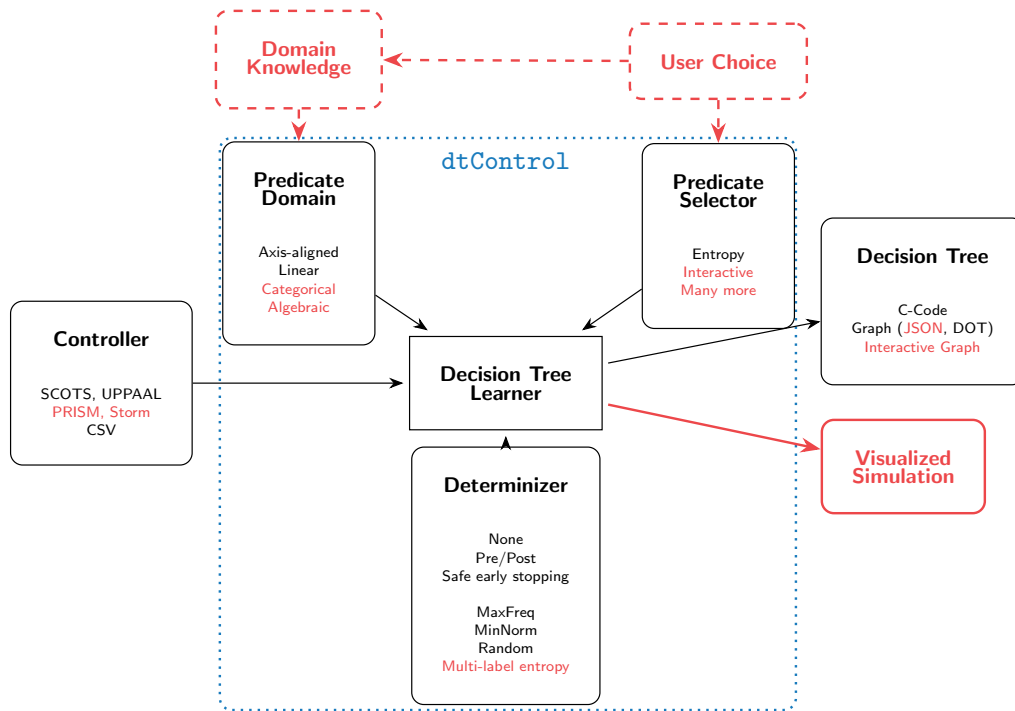 Domain
Knowledge
User Choice
dtControl
Predicate
Domain
Axis-aligned
Linear
Categorical
Algebraic
Predicate
Selector
Entropy
Interactive
Many more
Decision Tree
C-Code
Graph (JSON, DOT)
Interactive Graph
Controller
SCOTS, UPPAAL
PRISM, Storm
CSV
Decision Tree
Learner
Visualized
Simulation
Determinizer
None
Pre/Post
Safe early stopping
MaxFreq
MinNorm
Random
Multi-label entropy